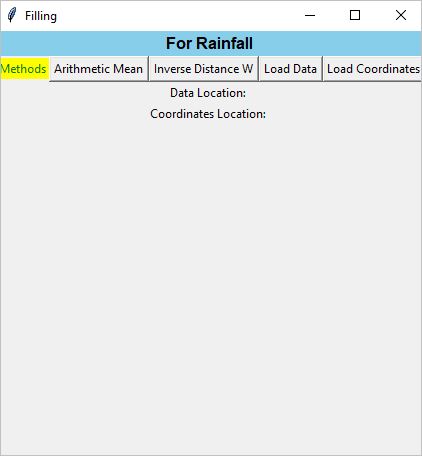 Filling
For Rainfall
Methods Arithmetic Mean Inverse Distance W Load Data Load Coordinates
Data Location:
Coordinates Location: